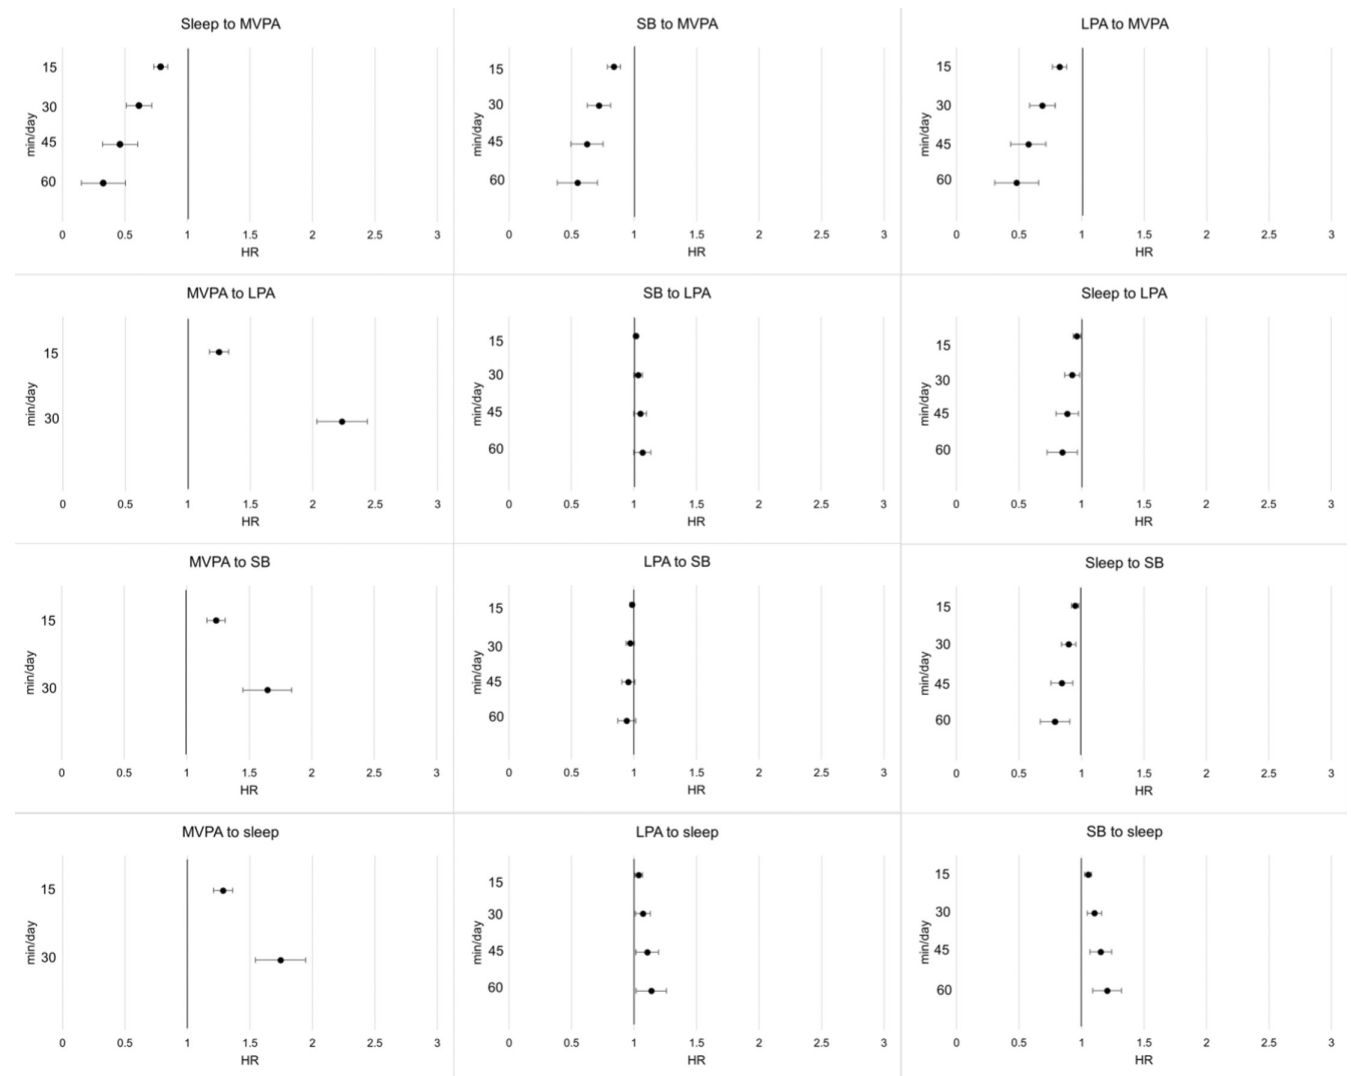 Sleep to MVPA
15
30
45
60
min/day
0 0.5 1 1.5 2 2.5 3
HR
SB to MVPA
15
30
45
60
min/day
0 0.5 1 1.5 2 2.5 3
HR
LPA to MVPA
15
30
45
60
min/day
0 0.5 1 1.5 2 2.5 3
HR
MVPA to LPA
15
30
min/day
0 0.5 1 1.5 2 2.5 3
HR
SB to LPA
15
30
45
60
min/day
0 0.5 1 1.5 2 2.5 3
HR
Sleep to LPA
15
30
45
60
min/day
0 0.5 1 1.5 2 2.5 3
HR
MVPA to SB
15
30
min/day
0 0.5 1 1.5 2 2.5 3
HR
LPA to SB
15
30
45
60
min/day
0 0.5 1 1.5 2 2.5 3
HR
Sleep to SB
15
30
45
60
min/day
0 0.5 1 1.5 2 2.5 3
HR
MVPA to sleep
15
30
min/day
0 0.5 1 1.5 2 2.5 3
HR
LPA to sleep
15
30
45
60
min/day
0 0.5 1 1.5 2 2.5 3
HR
SB to sleep
15
30
45
60
min/day
0 0.5 1 1.5 2 2.5 3
HR